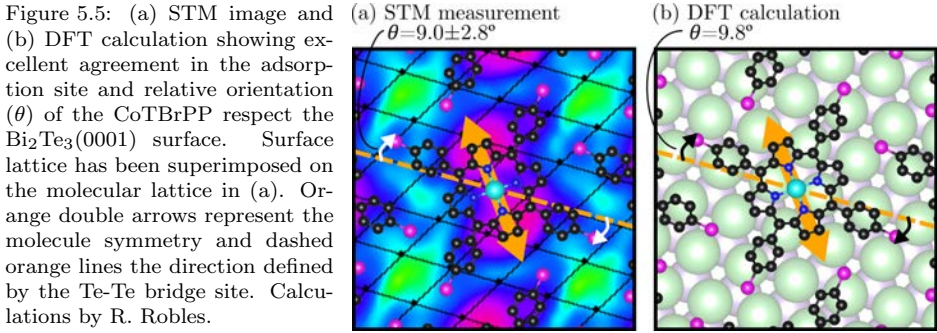 Figure 5.5: (a) STM image and
(b) DFT calculation showing ex-
cellent agreement in the adsorp-
tion site and relative orientation
(θ) of the CoTBrPP respect the
Bi₂Te₃(0001) surface. Surface
lattice has been superimposed on
the molecular lattice in (a). Or-
ange double arrows represent the
molecule symmetry and dashed
orange lines the direction defined
by the Te-Te bridge site. Calcu-
lations by R. Robles.
(a) STM measurement
θ=9.0±2.8º
(b) DFT calculation
θ=9.8º